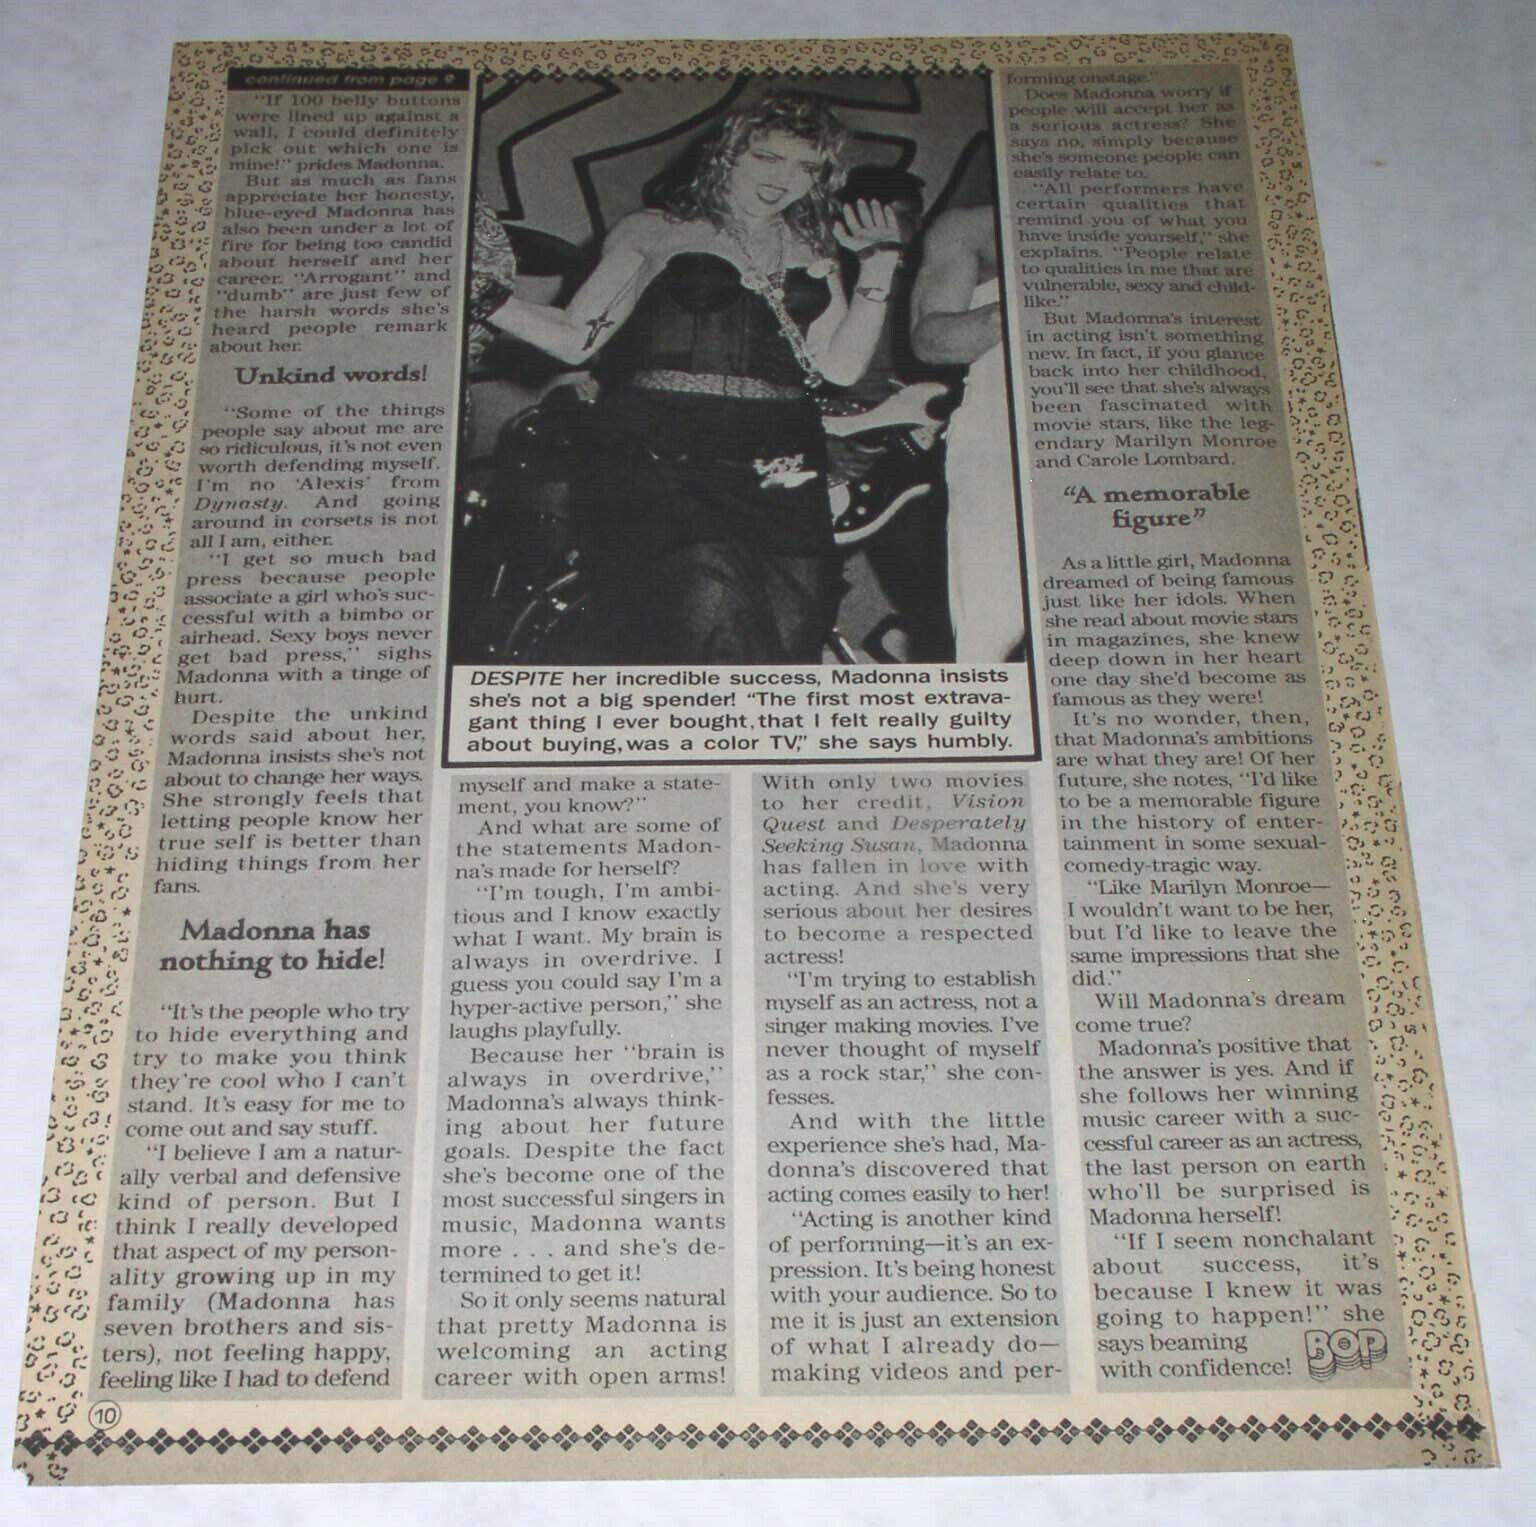 continued from page 9
"If 100 belly buttons
were lined up against a
wall, I could definitely
pick out which one is
mine!" prides Madonna.
But as much as fans
appreciate her honesty,
blue-eyed Madonna has
also been under a lot of
fire for being too candid
about herself and her
career. "Arrogant" and
"dumb" are just few of
the harsh words she's
heard people remark
about her.
Unkind words!
"Some of the things
people say about me are
so ridiculous, it's not even
worth defending myself.
I'm no 'Alexis' from
Dynasty. And going
around in corsets is not
all I am, either.
"I get so much bad
press because people
associate a girl who's suc-
cessful with a bimbo or
airhead. Sexy boys never
get bad press," sighs
Madonna with a tinge of
hurt.
Despite the unkind
words said about her,
Madonna insists she's not
about to change her ways.
She strongly feels that
letting people know her
true self is better than
hiding things from her
fans.
Madonna has
nothing to hide!
"It's the people who try
to hide everything and
try to make you think
they're cool who I can't
stand. It's easy for me to
come out and say stuff.
"I believe I am a natur-
ally verbal and defensive
kind of person. But I
think I really developed
that aspect of my person-
ality growing up in my
family (Madonna has
seven brothers and sis-
ters), not feeling happy,
feeling like I had to defend
DESPITE her incredible success, Madonna insists
she's not a big spender! "The first most extrava-
gant thing I ever bought, that I felt really guilty
about buying, was a color TV," she says humbly.
myself and make a state-
ment, you know?"
And what are some of
the statements Madon-
na's made for herself?
"I'm tough, I'm ambi-
tious and I know exactly
what I want. My brain is
always in overdrive. I
guess you could say I'm a
hyper-active person," she
laughs playfully.
Because her "brain is
always in overdrive,"
Madonna's always think-
ing about her future
goals. Despite the fact
she's become one of the
most successful singers in
music, Madonna wants
more . . . and she's de-
termined to get it!
So it only seems natural
that pretty Madonna is
welcoming an acting
career with open arms!
With only two movies
to her credit, Vision
Quest and Desperately
Seeking Susan, Madonna
has fallen in love with
acting. And she's very
serious about her desires
to become a respected
actress!
"I'm trying to establish
myself as an actress, not a
singer making movies. I've
never thought of myself
as a rock star," she con-
fesses.
And with the little
experience she's had, Ma-
donna's discovered that
acting comes easily to her!
"Acting is another kind
of performing—it's an ex-
pression. It's being honest
with your audience. So to
me it is just an extension
of what I already do—
making videos and per-
forming onstage."
Does Madonna worry if
people will accept her as
a serious actress? She
says no, simply because
she's someone people can
easily relate to.
"All performers have
certain qualities that
remind you of what you
have inside yourself," she
explains. "People relate
to qualities in me that are
vulnerable, sexy and child-
like."
But Madonna's interest
in acting isn't something
new. In fact, if you glance
back into her childhood,
you'll see that she's always
been fascinated with
movie stars, like the leg-
endary Marilyn Monroe
and Carole Lombard.
"A memorable
figure"
As a little girl, Madonna
dreamed of being famous
just like her idols. When
she read about movie stars
in magazines, she knew
deep down in her heart
one day she'd become as
famous as they were!
It's no wonder, then,
that Madonna's ambitions
are what they are! Of her
future, she notes, "I'd like
to be a memorable figure
in the history of enter-
tainment in some sexual-
comedy-tragic way.
"Like Marilyn Monroe—
I wouldn't want to be her,
but I'd like to leave the
same impressions that she
did."
Will Madonna's dream
come true?
Madonna's positive that
the answer is yes. And if
she follows her winning
music career with a suc-
cessful career as an actress,
the last person on earth
who'll be surprised is
Madonna herself!
"If I seem nonchalant
about success, it's
because I knew it was
going to happen!" she
says beaming
with confidence!
BOP
10